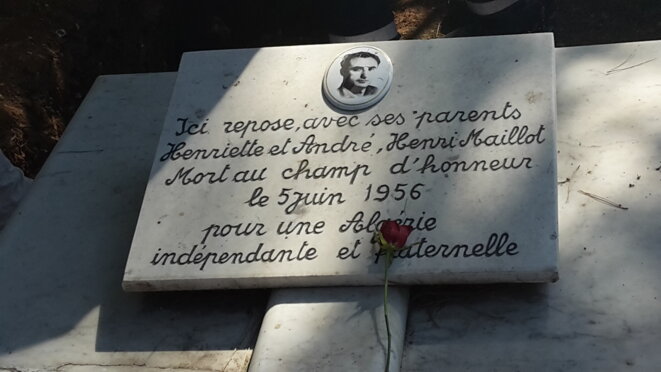 Ici repose, avec ses parents
Henriette et André, Henri Maillot
Mort au champ d'honneur
le 5 juin 1956
pour une Algérie
indépendante et fraternelle